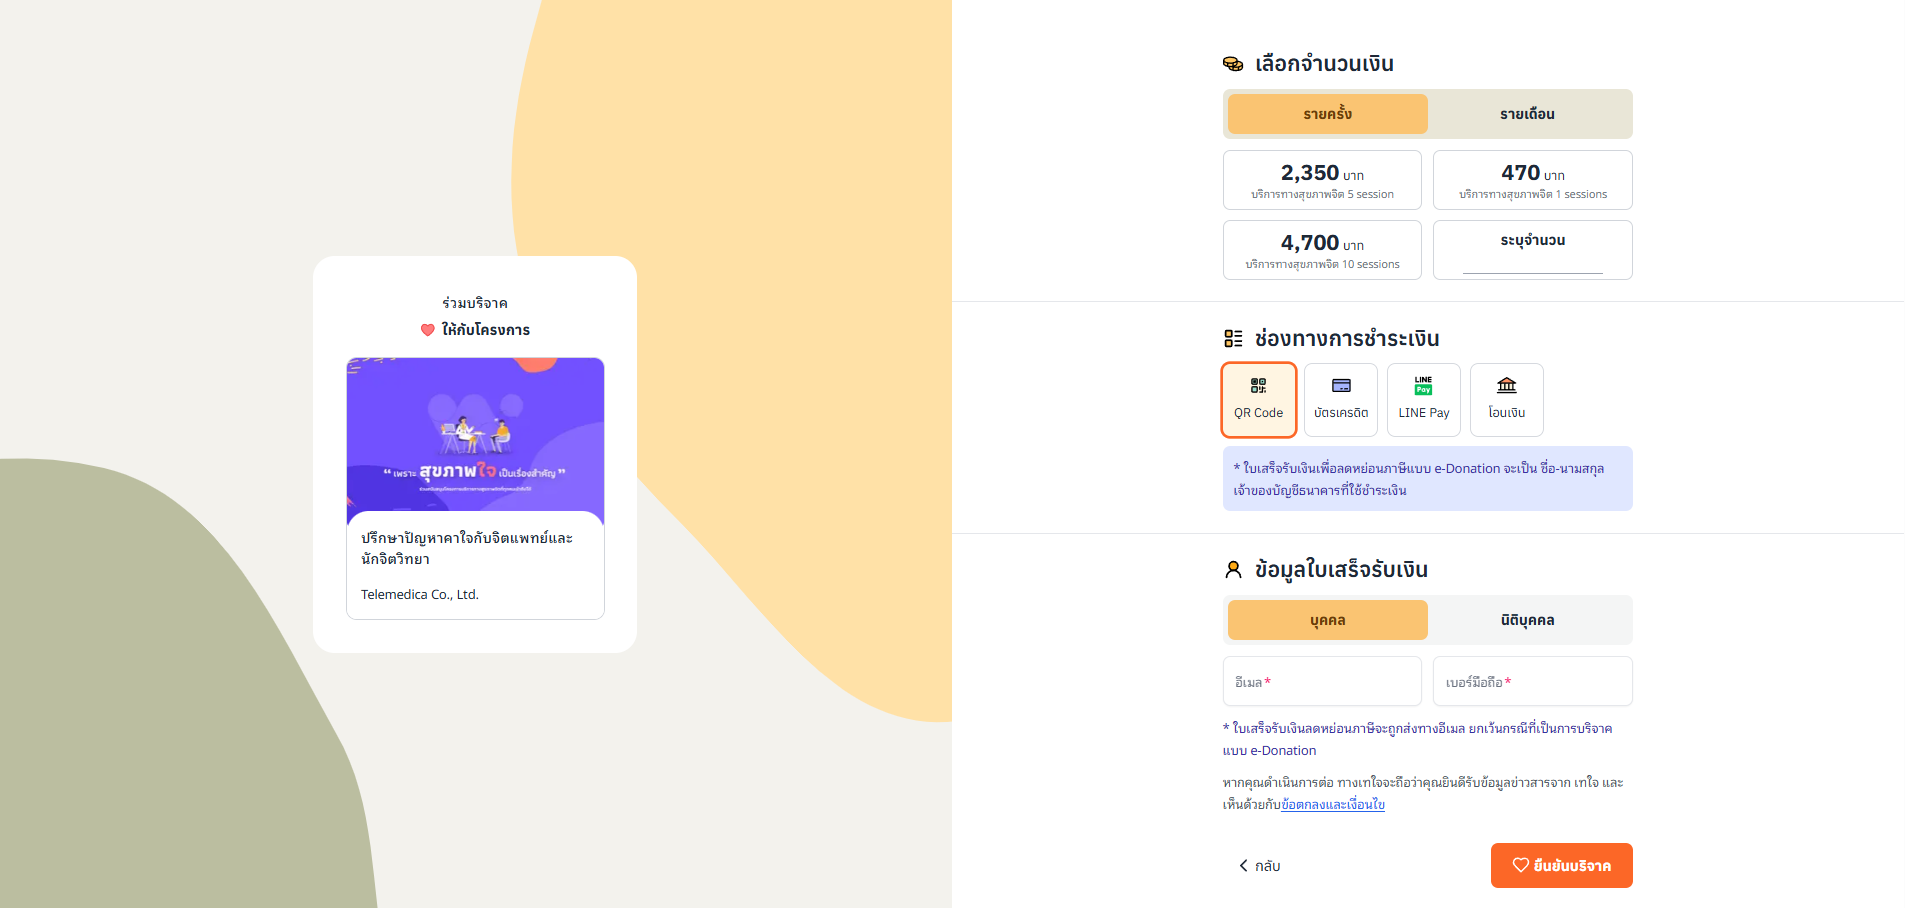 ร่วมบริจาค
ให้กับโครงการ
“ เพราะ สุขภาพใจ เป็นเรื่องสำคัญ ”
ปรึกษาปัญหาคาใจกับจิตแพทย์และ
นักจิตวิทยา
Telemedica Co., Ltd.
เลือกจำนวนเงิน
รายครั้ง
รายเดือน
2,350 บาท
บริการทางสุขภาพจิต 5 session
470 บาท
บริการทางสุขภาพจิต 1 sessions
4,700 บาท
บริการทางสุขภาพจิต 10 sessions
ระบุจำนวน
ช่องทางการชำระเงิน
QR Code
บัตรเครดิต
LINE
Pay
LINE Pay
โอนเงิน
* ใบเสร็จรับเงินเพื่อลดหย่อนภาษีแบบ e-Donation จะเป็น ชื่อ-นามสกุล
เจ้าของบัญชีธนาคารที่ใช้ชำระเงิน
ข้อมูลใบเสร็จรับเงิน
บุคคล
นิติบุคคล
อีเมล *
เบอร์มือถือ *
* ใบเสร็จรับเงินลดหย่อนภาษีจะถูกส่งทางอีเมล ยกเว้นกรณีที่เป็นการบริจาค
แบบ e-Donation
หากคุณดำเนินการต่อ ทางเทใจจะถือว่าคุณยินดีรับข้อมูลข่าวสารจาก เทใจ และ
เห็นด้วยกับข้อตกลงและเงื่อนไข
กลับ
ยืนยันบริจาค